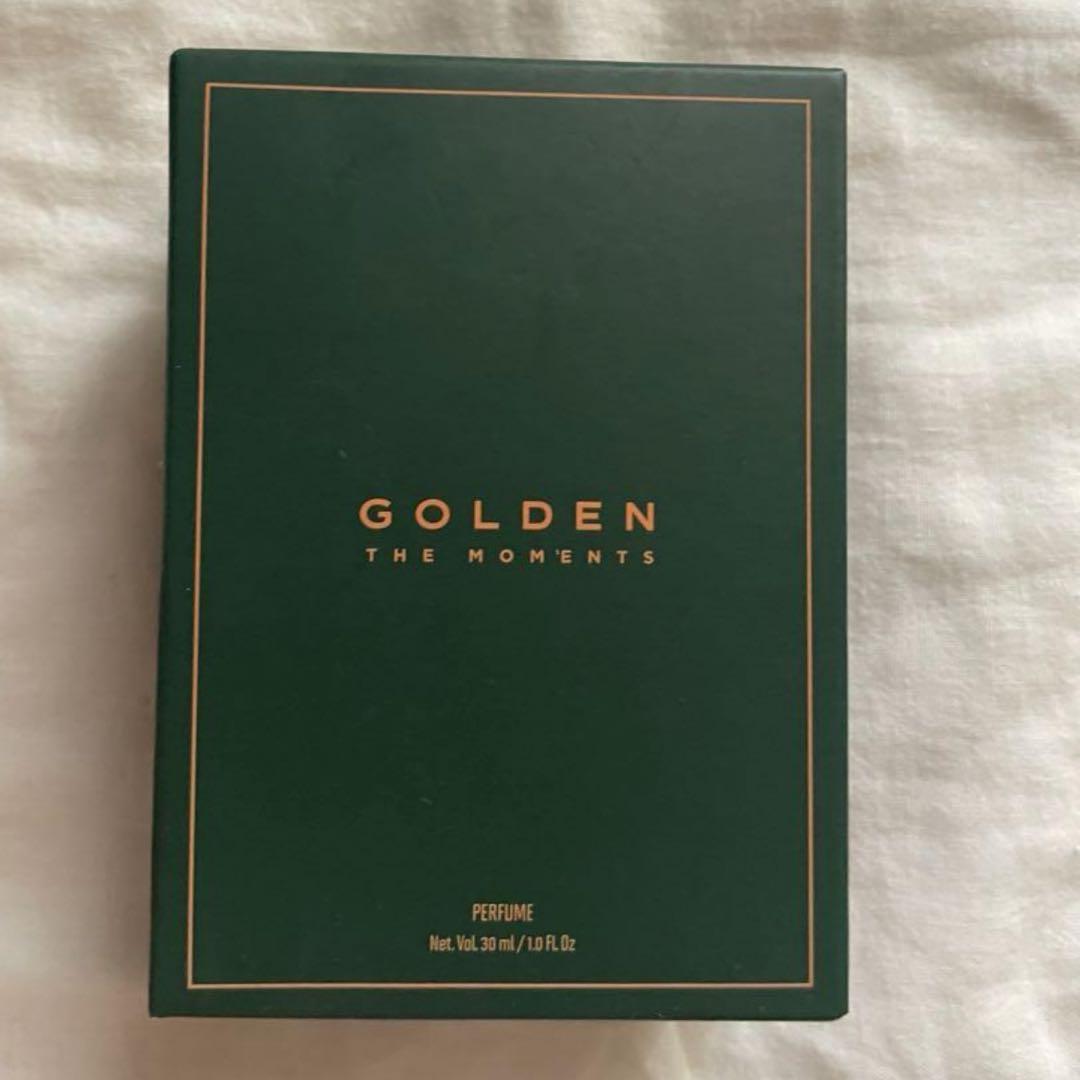 GOLDEN
THE MOM'ENTS
PERFUME
Net. Vol. 30 ml / 1.0 Fl. Oz